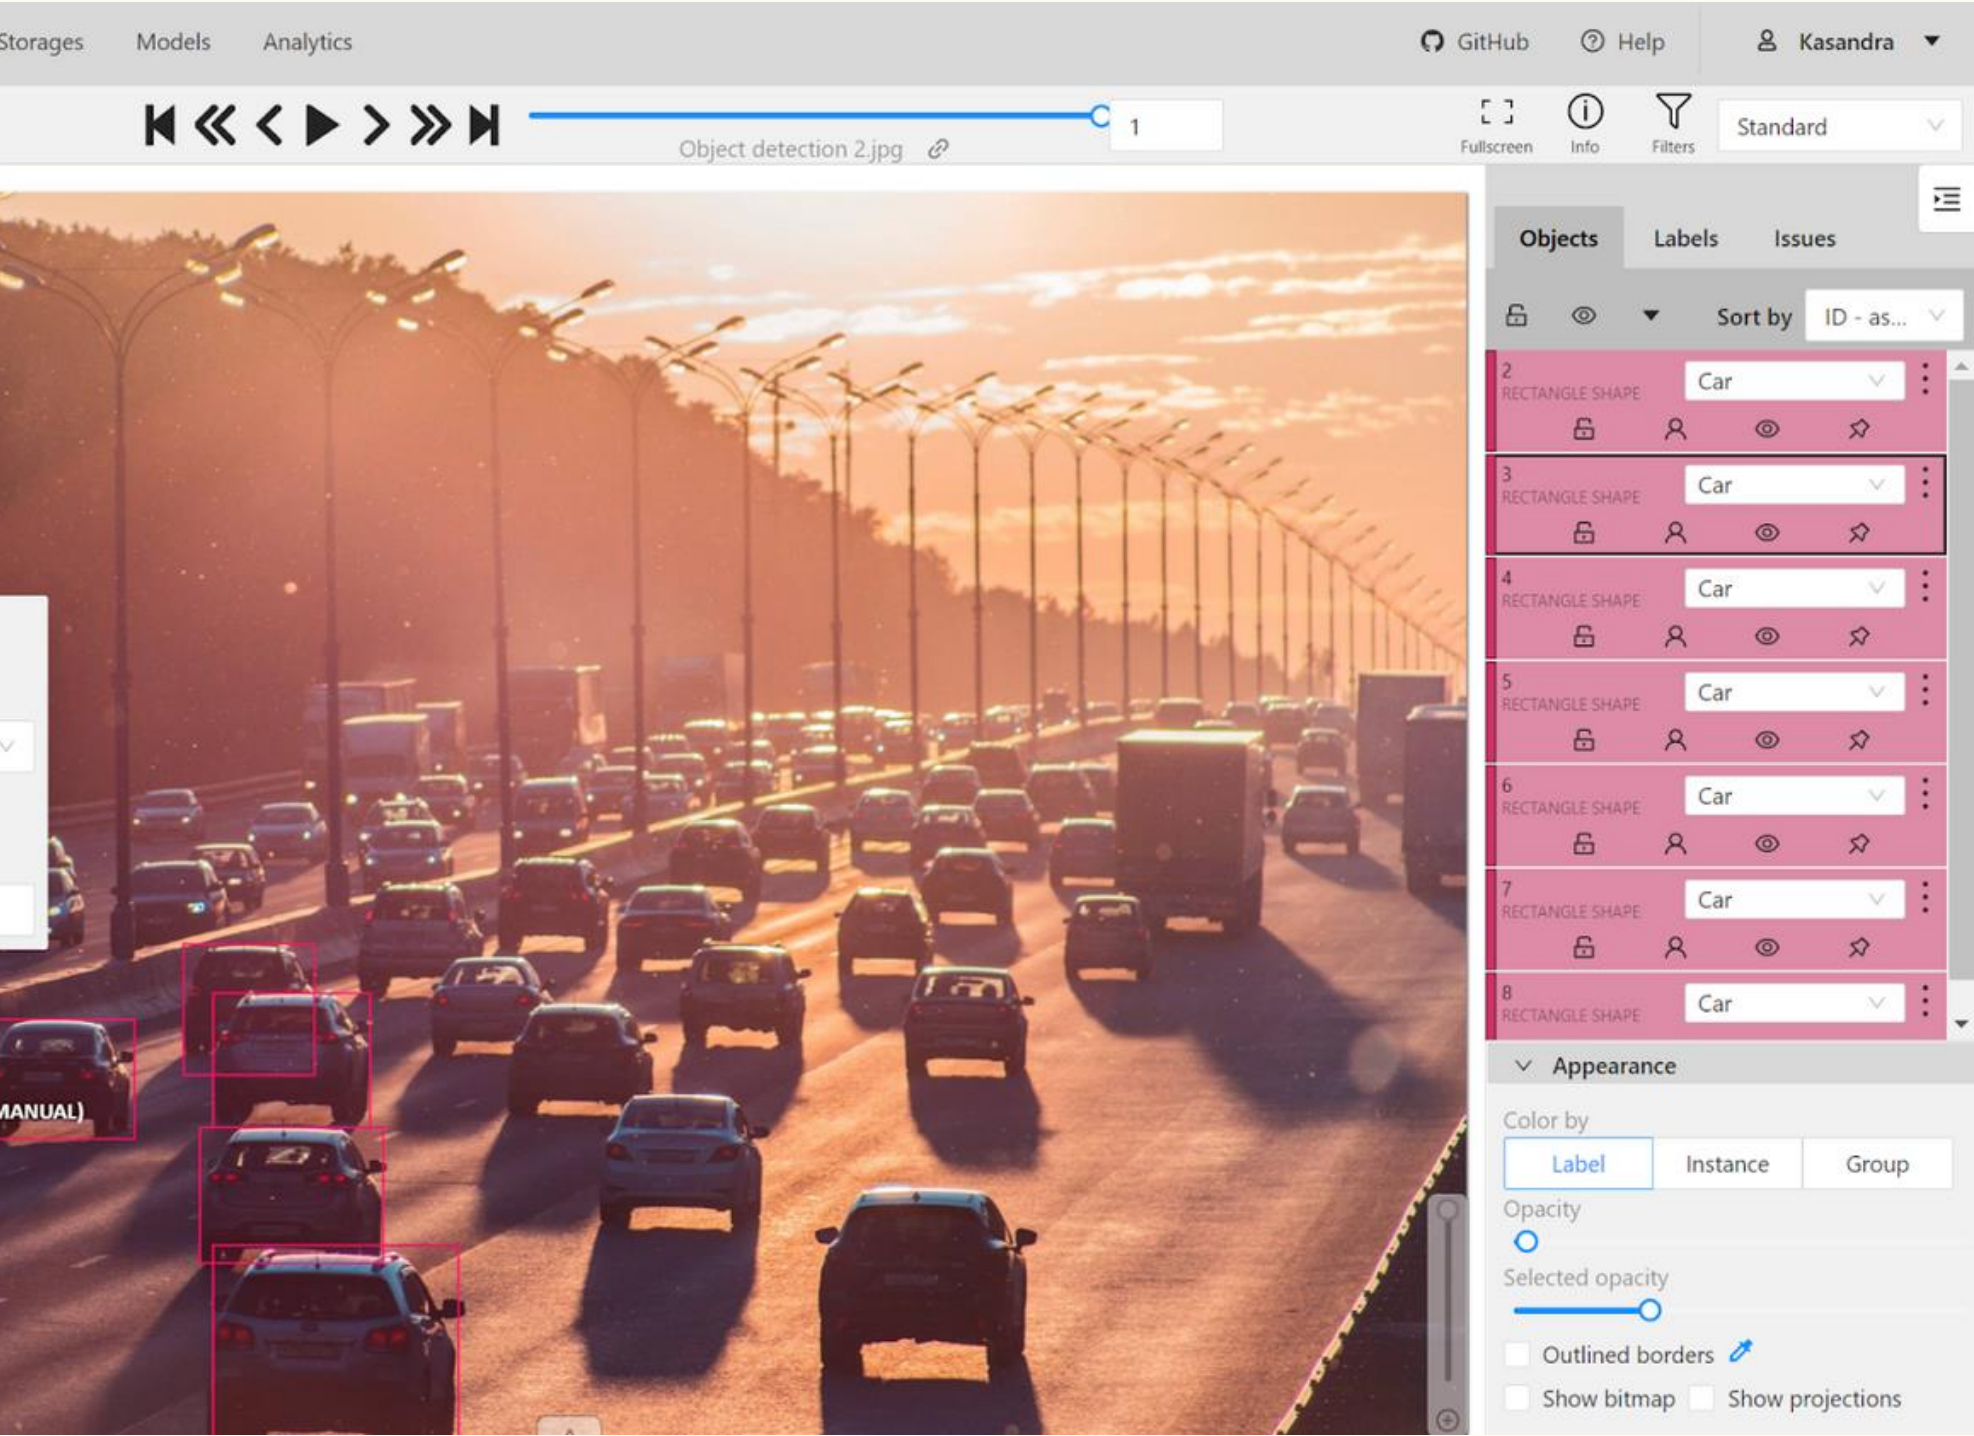 Storages Models Analytics GitHub Help Kasandra
Object detection 2.jpg 1 Fullscreen Info Filters Standard
Objects Labels Issues
Sort by ID - as...
2
RECTANGLE SHAPE Car
3
RECTANGLE SHAPE Car
4
RECTANGLE SHAPE Car
5
RECTANGLE SHAPE Car
6
RECTANGLE SHAPE Car
7
RECTANGLE SHAPE Car
8
RECTANGLE SHAPE Car
MANUAL)
Appearance
Color by
Label Instance Group
Opacity
Selected opacity
Outlined borders
Show bitmap Show projections